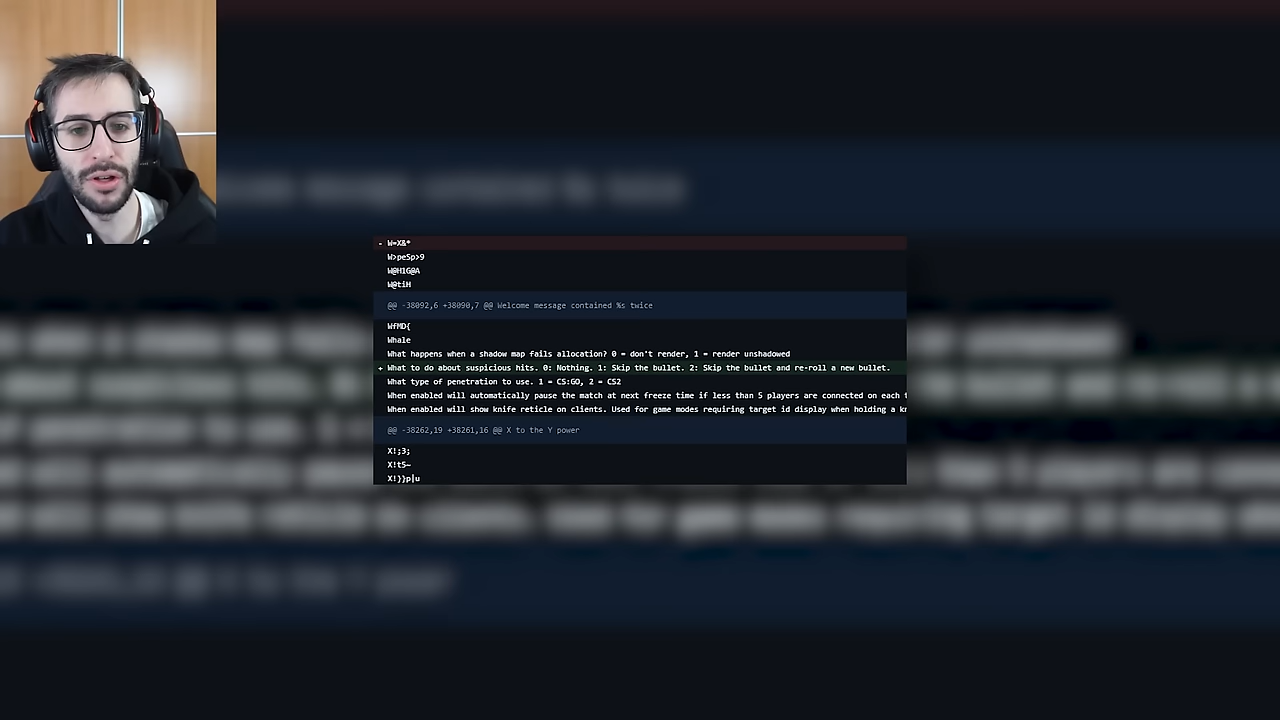 - W=X&*
W>peSp>9
W@H1G@A
W@tiH
@@ -38092,6 +38090,7 @@ Welcome message contained %s twice
WfMD{
Whale
What happens when a shadow map fails allocation? 0 = don't render, 1 = render unshadowed
+ What to do about suspicious hits. 0: Nothing. 1: Skip the bullet. 2: Skip the bullet and re-roll a new bullet.
What type of penetration to use. 1 = CS:GO, 2 = CS2
When enabled will automatically pause the match at next freeze time if less than 5 players are connected on each
When enabled will show knife reticle on clients. Used for game modes requiring target id display when holding a
@@ -38262,19 +38261,16 @@ X to the Y power
X!;3;
X!t5~
X!}}p|u